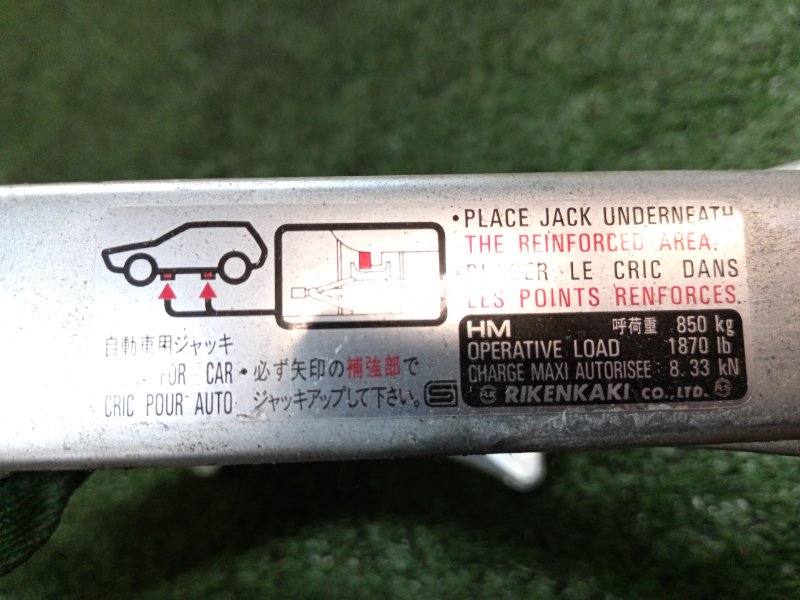 • PLACE JACK UNDERNEATH
THE REINFORCED AREA.
LE CRIC DANS
LES POINTS RENFORCES.
自動車用ジャッキ
FOR CAR
CRIC POUR AUTO
• 必ず矢印の補強部で
ジャッキアップして下さい。
HM 呼荷重 850 kg
OPERATIVE LOAD 1870 lb
CHARGE MAXI AUTORISEE 8.33 kN
RIKENKAKI CO.,LTD.